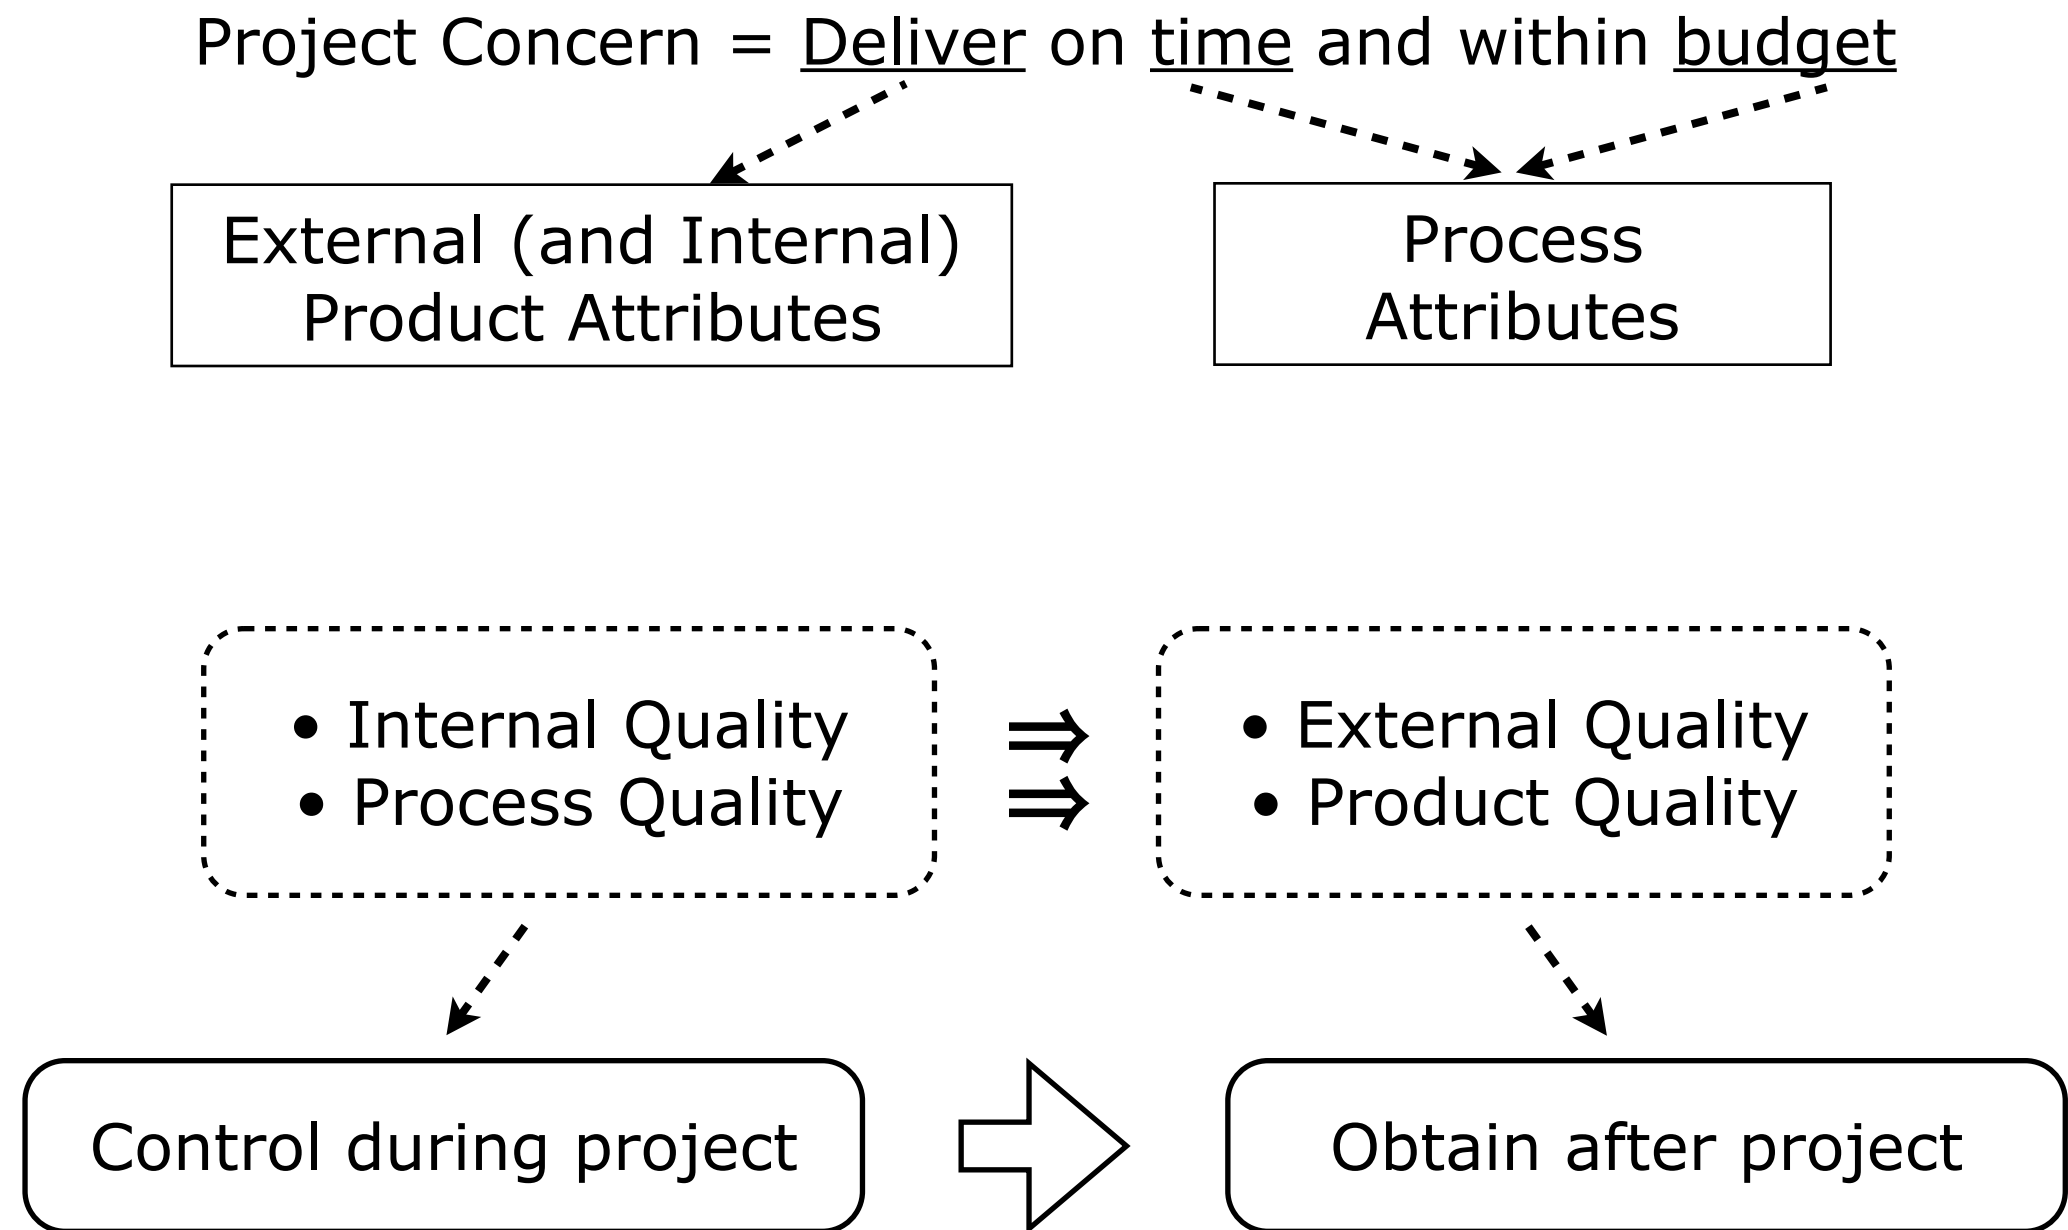 Project Concern = Deliver on time and within budget
External (and Internal)
Product Attributes
Process
Attributes
• Internal Quality
• Process Quality
⇒
⇒
• External Quality
• Product Quality
Control during project
Obtain after project